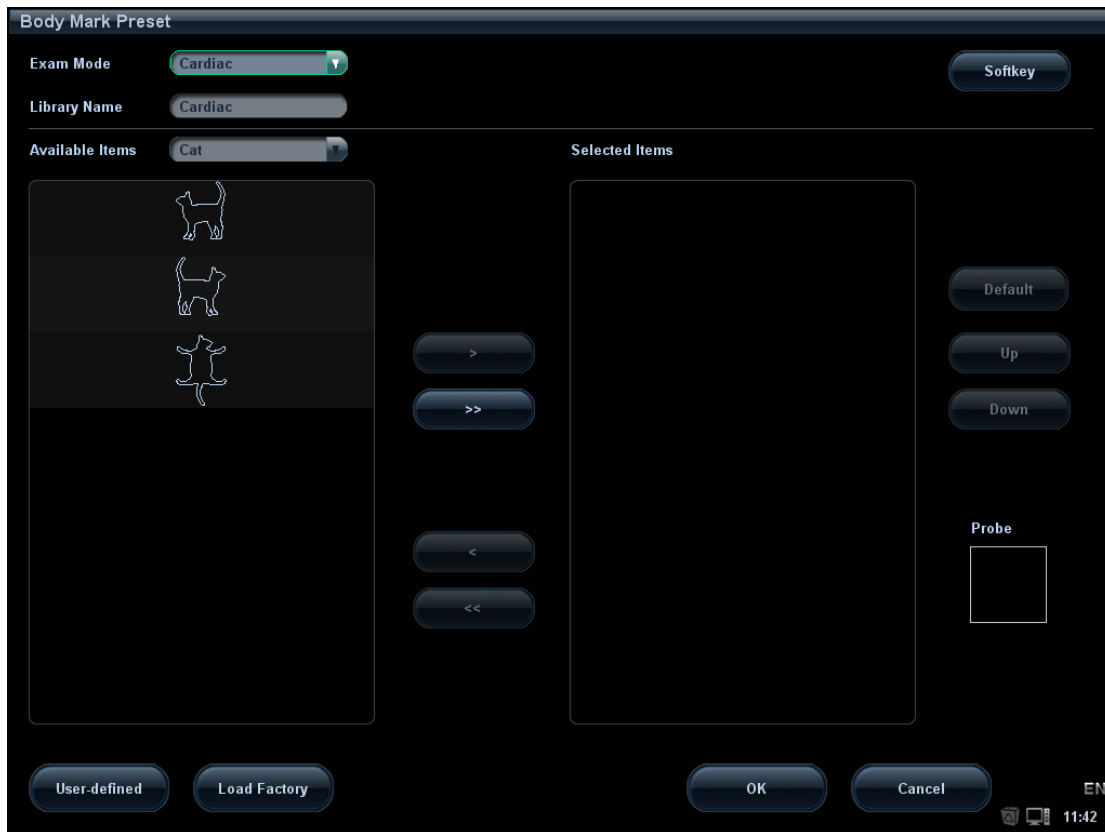 Body Mark Preset
Exam Mode Cardiac
Softkey
Library Name Cardiac
Available Items Cat
Selected Items
Default
> Up
>> Down
Probe
<
<<
User-defined Load Factory OK Cancel EN
11:42